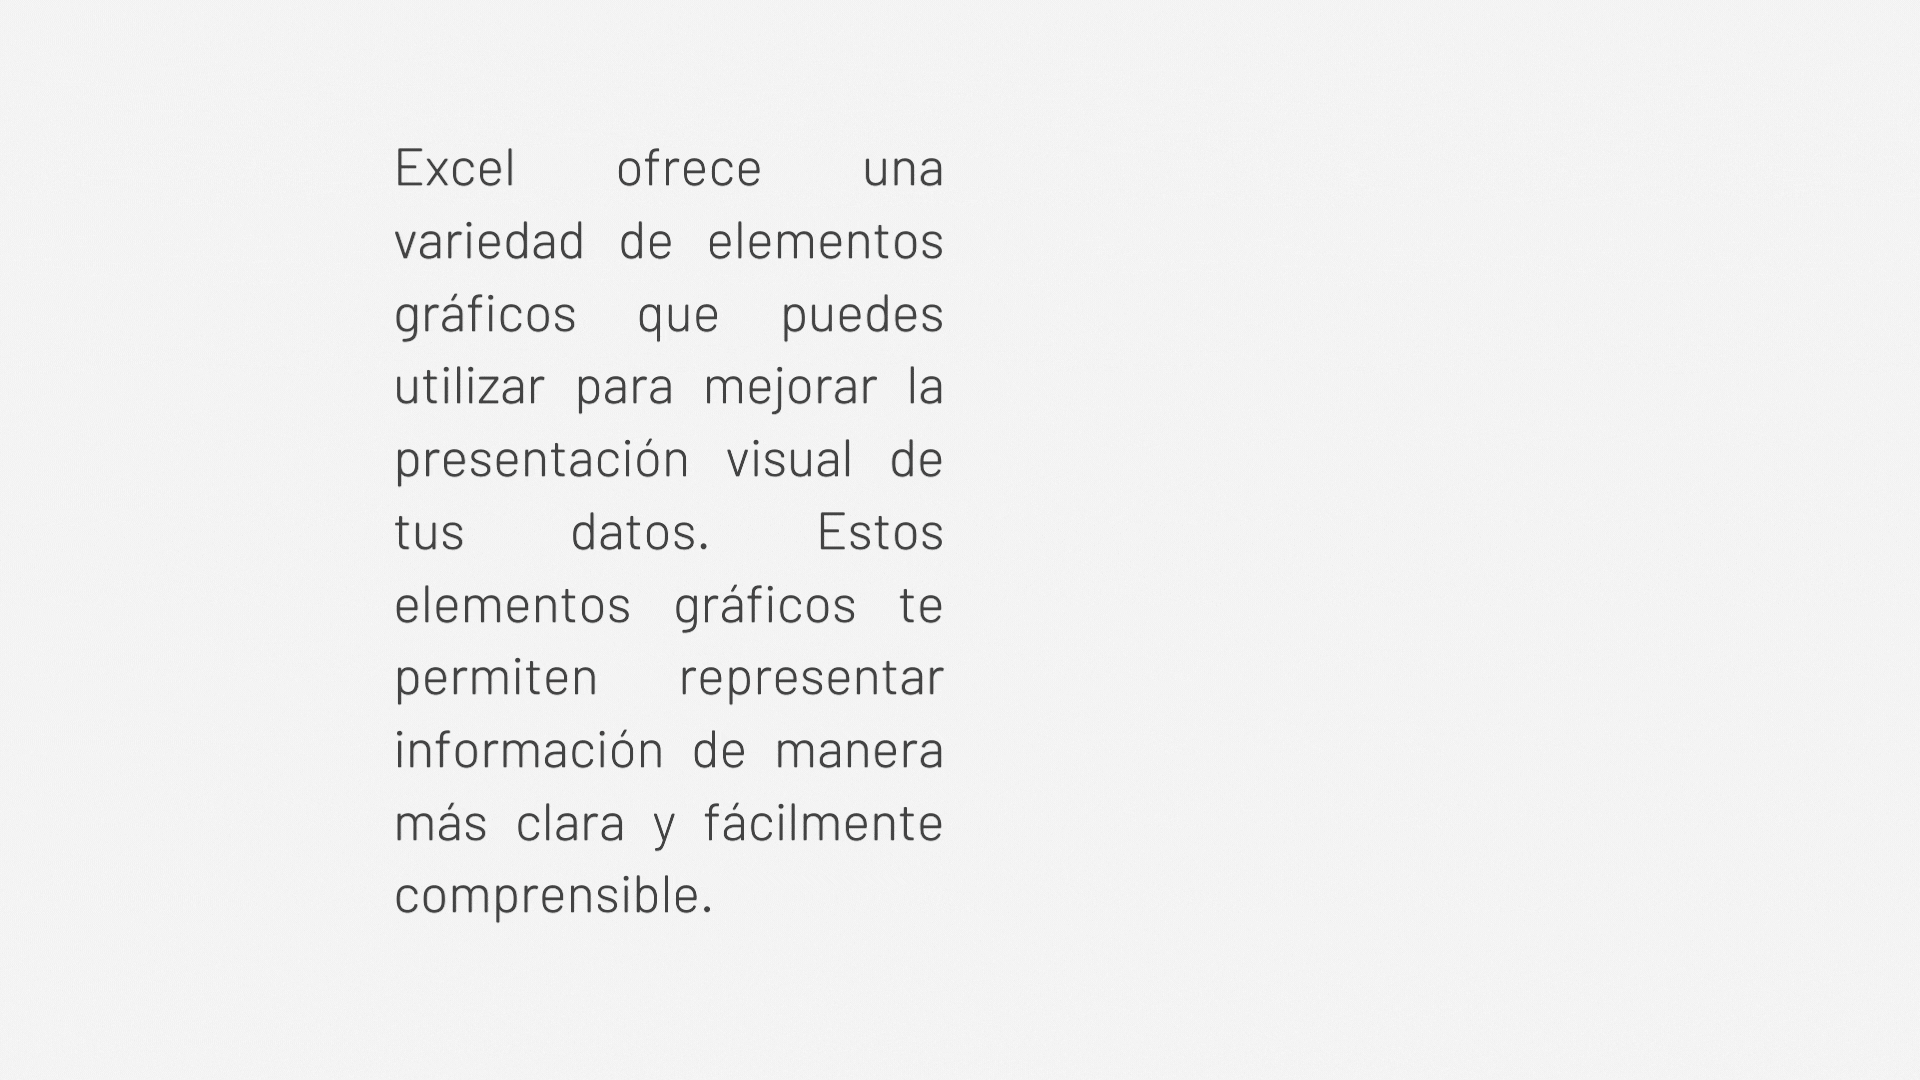 Excel ofrece una
variedad de elementos
gráficos que puedes
utilizar para mejorar la
presentación visual de
tus datos. Estos
elementos gráficos te
permiten representar
información de manera
más clara y fácilmente
comprensible.